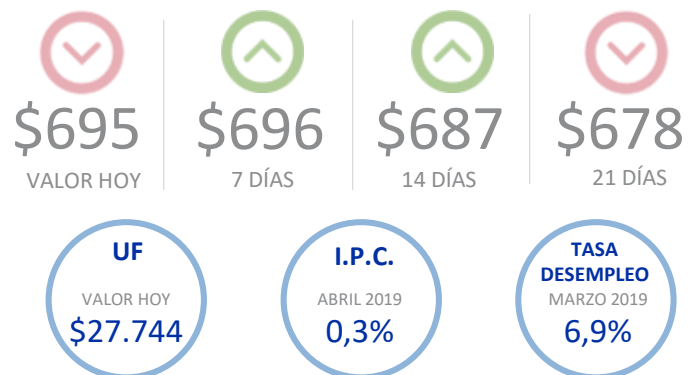 $695
VALOR HOY
$696
7 DÍAS
$687
14 DÍAS
$678
21 DÍAS
UF
VALOR HOY
$27.744
I.P.C.
ABRIL 2019
0,3%
TASA
DESEMPLEO
MARZO 2019
6,9%